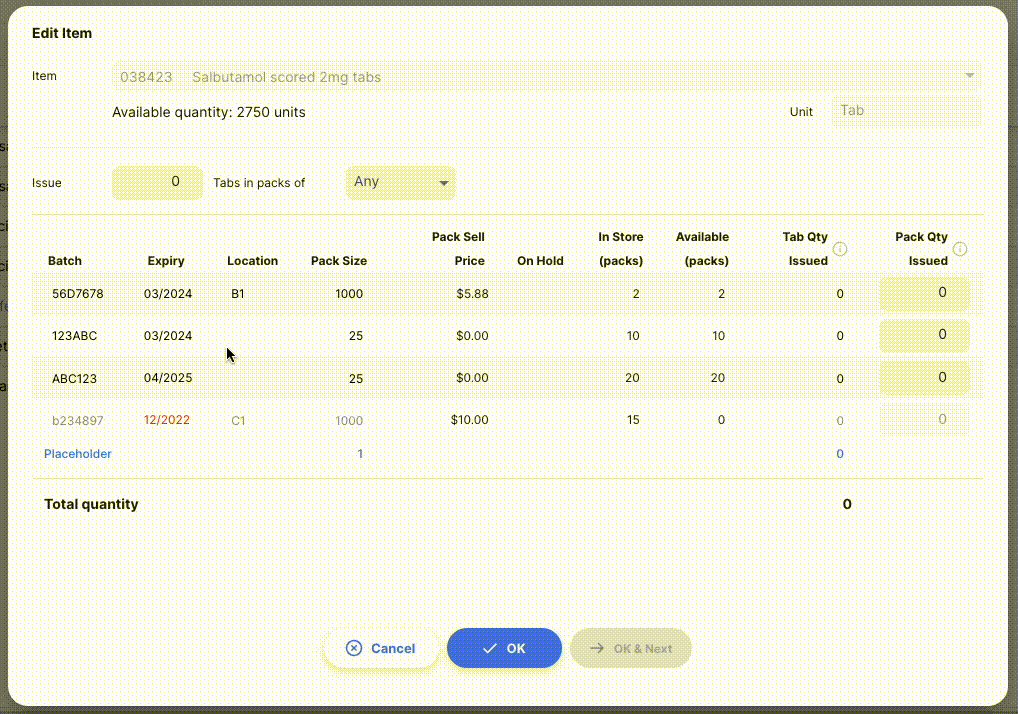 Edit Item
Item 038423 Salbutamol scored 2mg tabs
Available quantity: 2750 units Unit Tab
Issue 0 Tabs in packs of Any
Batch Expiry Location Pack Size Pack Sell Price On Hold In Store (packs) Available (packs) Tab Qty Issued Pack Qty Issued
56D7678 03/2024 B1 1000 $5.88 2 2 0 0
123ABC 03/2024 25 $0.00 10 10 0 0
ABC123 04/2025 25 $0.00 20 20 0 0
b234897 12/2022 C1 1000 $10.00 15 0 0 0
Placeholder 1 0
Total quantity 0
Cancel OK OK & Next